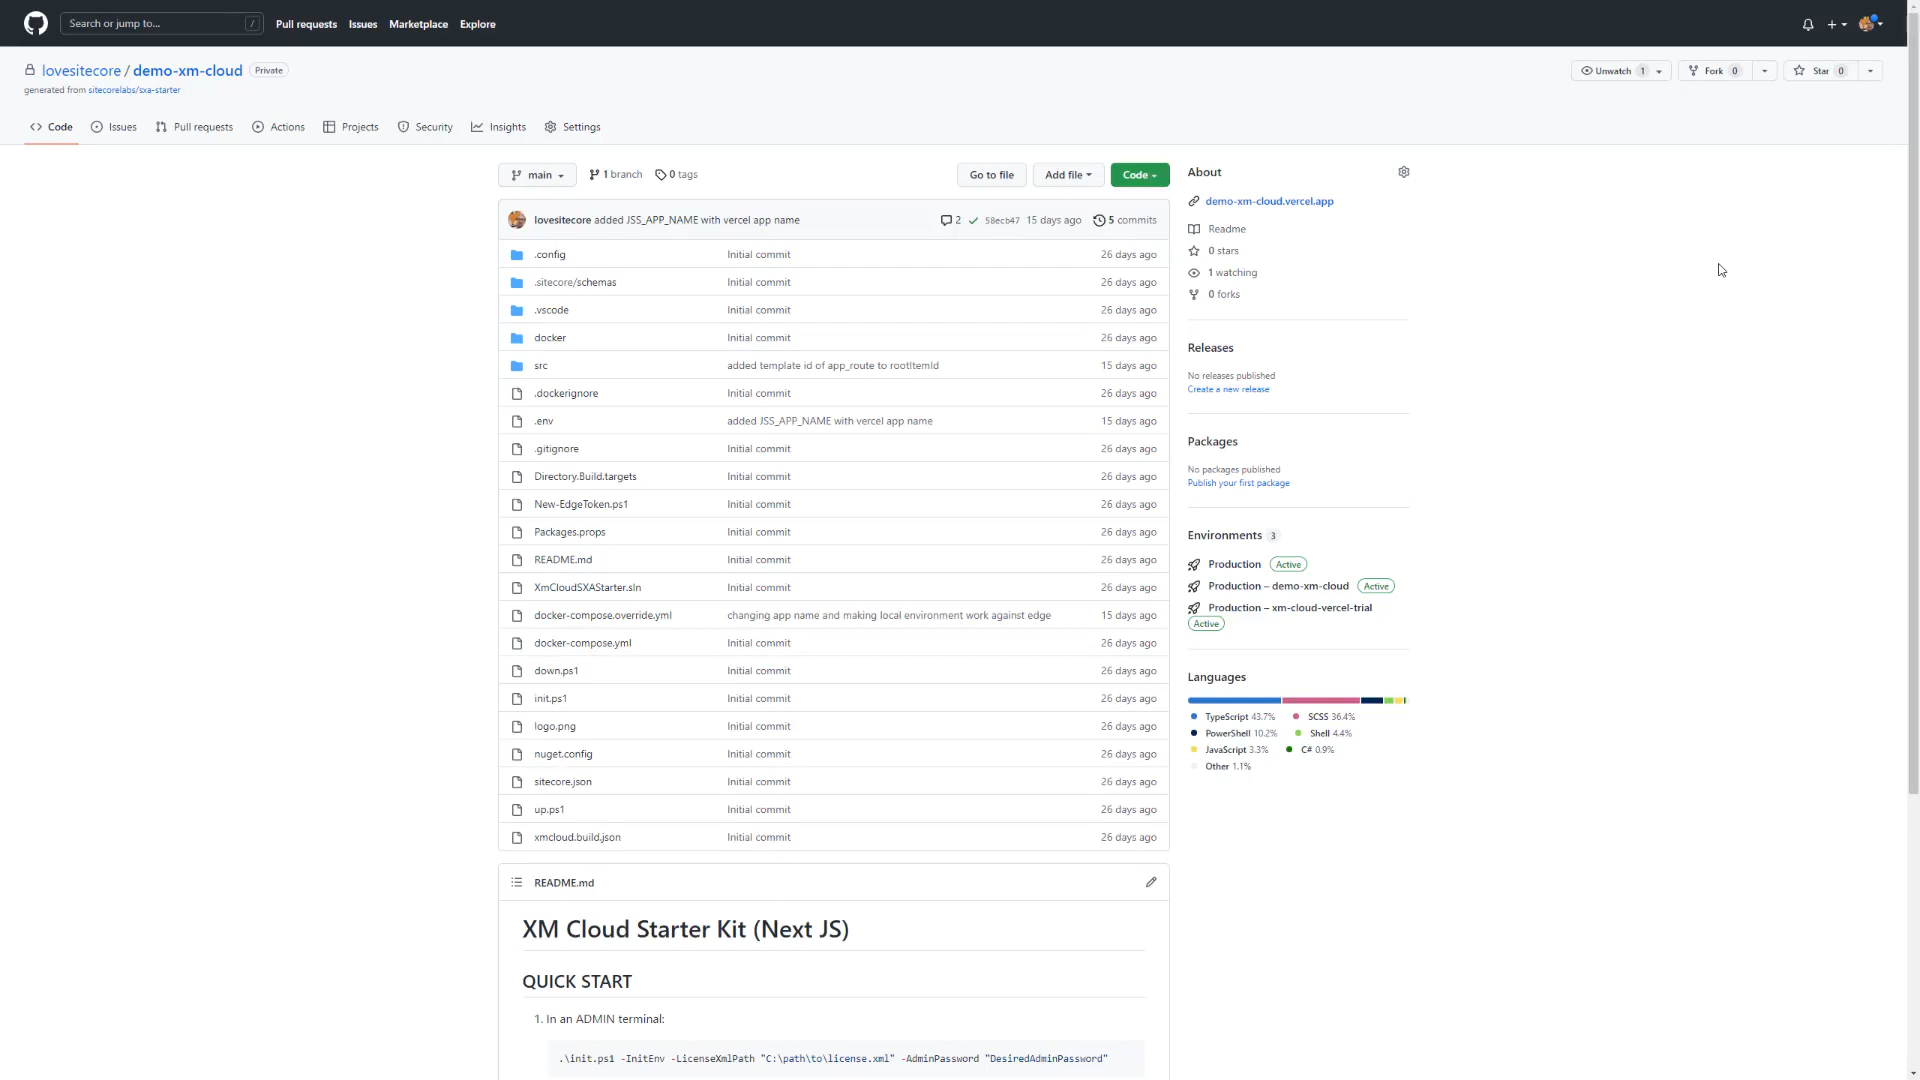 Search or jump to... /
Pull requests Issues Marketplace Explore
lovesitecore / demo-xm-cloud Private
generated from sitecorelabs/sxa-starter
Unwatch 1 Fork 0 Star 0
Code Issues Pull requests Actions Projects Security Insights Settings
main 1 branch 0 tags Go to file Add file Code
lovesitecore added JSS_APP_NAME with vercel app name 2 58ecb47 15 days ago 5 commits
.config Initial commit 26 days ago
.sitecore/schemas Initial commit 26 days ago
.vscode Initial commit 26 days ago
docker Initial commit 26 days ago
src added template id of app_route to rootItemId 15 days ago
.dockerignore Initial commit 26 days ago
.env added JSS_APP_NAME with vercel app name 15 days ago
.gitignore Initial commit 26 days ago
Directory.Build.targets Initial commit 26 days ago
New-EdgeToken.ps1 Initial commit 26 days ago
Packages.props Initial commit 26 days ago
README.md Initial commit 26 days ago
XmCloudSXAStarter.sln Initial commit 26 days ago
docker-compose.override.yml changing app name and making local environment work against edge 15 days ago
docker-compose.yml Initial commit 26 days ago
down.ps1 Initial commit 26 days ago
init.ps1 Initial commit 26 days ago
logo.png Initial commit 26 days ago
nuget.config Initial commit 26 days ago
sitecore.json Initial commit 26 days ago
up.ps1 Initial commit 26 days ago
xmcloud.build.json Initial commit 26 days ago
README.md
XM Cloud Starter Kit (Next JS)
QUICK START
1. In an ADMIN terminal:
.\init.ps1 -InitEnv -LicenseXmlPath "C:\path\to\license.xml" -AdminPassword "DesiredAdminPassword"
About
demo-xm-cloud.vercel.app
Readme
0 stars
1 watching
0 forks
Releases
No releases published
Create a new release
Packages
No packages published
Publish your first package
Environments 3
Production Active
Production – demo-xm-cloud Active
Production – xm-cloud-vercel-trial
Active
Languages
TypeScript 43.7% SCSS 36.4%
PowerShell 10.2% Shell 4.4%
JavaScript 3.3% C# 0.9%
Other 1.1%